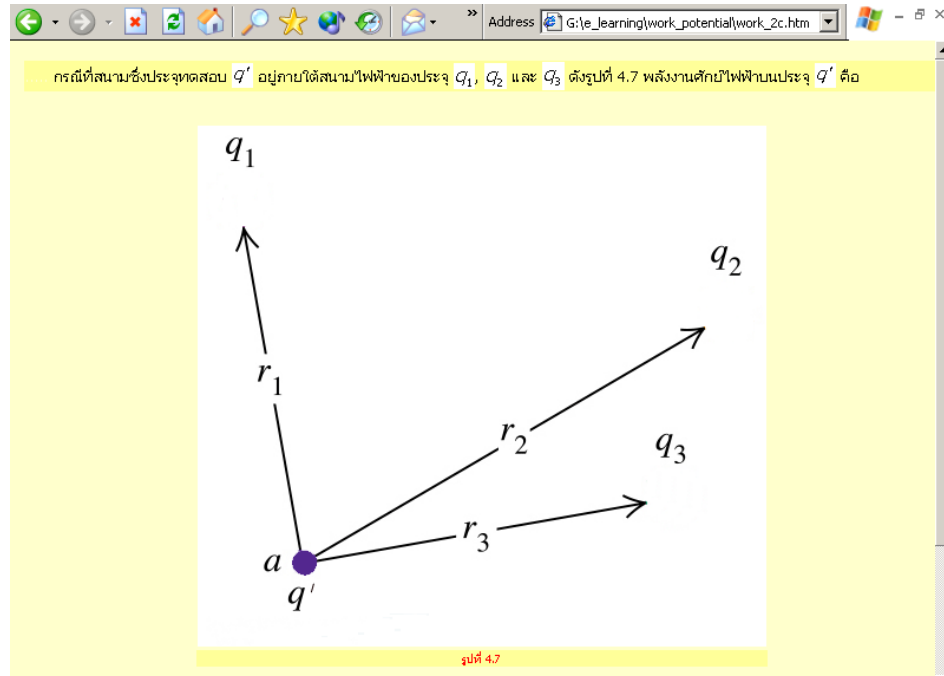 » Address G:\e_learning\work_potential\work_2c.htm
กรณีที่สนามซึ่งประจุทดสอบ q′ อยู่ภายใต้สนามไฟฟ้าของประจุ q₁, q₂ และ q₃ ดังรูปที่ 4.7 พลังงานศักย์ไฟฟ้าบนประจุ q′ คือ
q₁
q₂
r₁
r₂
q₃
r₃
a
q′
รูปที่ 4.7